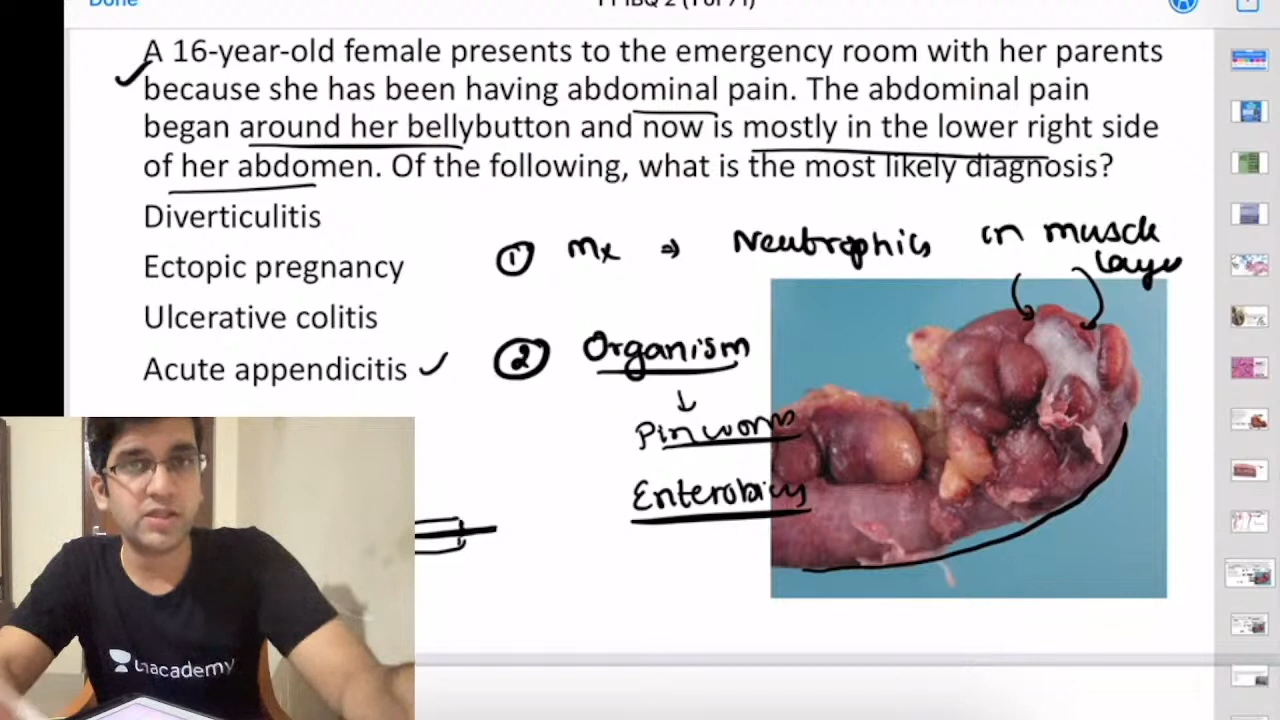 Done
A 16-year-old female presents to the emergency room with her parents
because she has been having abdominal pain. The abdominal pain
began around her bellybutton and now is mostly in the lower right side
of her abdomen. Of the following, what is the most likely diagnosis?
Diverticulitis
Ectopic pregnancy
Ulcerative colitis
Acute appendicitis
① Mx ⇒ Neutrophils in muscle
layer
② Organism
↓
Pinworm
Enterobius
unacademy